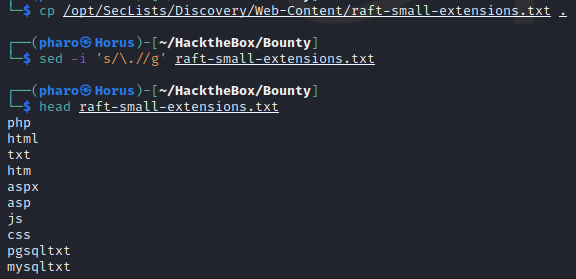 └─$ cp /opt/SecLists/Discovery/Web-Content/raft-small-extensions.txt .
┌──(pharo㉿Horus)-[~/HacktheBox/Bounty]
└─$ sed -i 's/\.//g' raft-small-extensions.txt
┌──(pharo㉿Horus)-[~/HacktheBox/Bounty]
└─$ head raft-small-extensions.txt
php
html
txt
htm
aspx
asp
js
css
pgsqltxt
mysqltxt